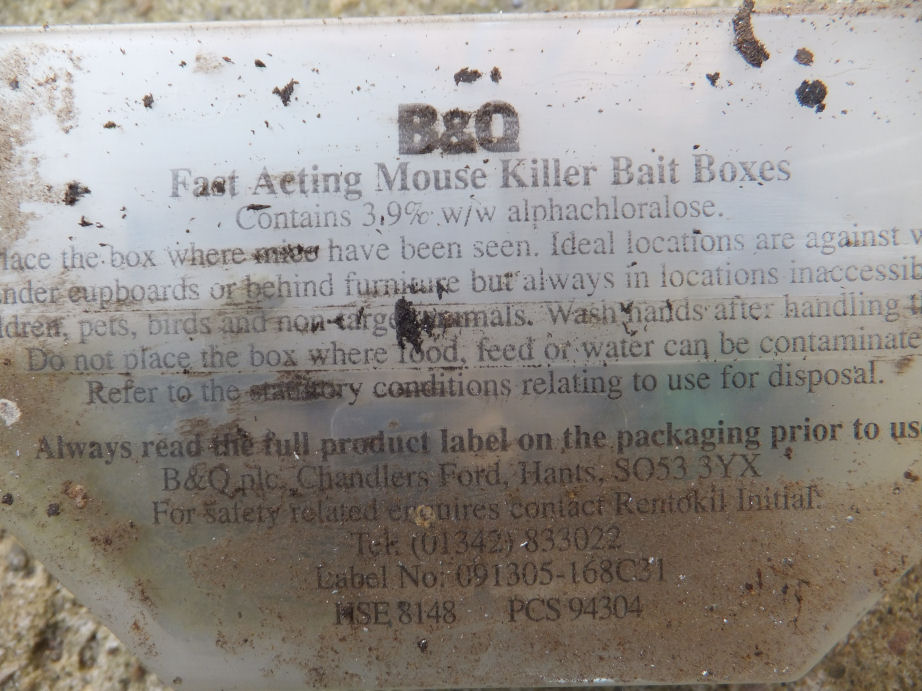 B&Q
Fast Acting Mouse Killer Bait Boxes
Contains 3.9% w/w alphachloralose.
lace the box where mice have been seen. Ideal locations are against w
nder cupboards or behind furniture but always in locations inaccessib
ldren, pets, birds and non-target animals. Wash hands after handling t
Do not place the box where food, feed or water can be contaminate
Refer to the statutory conditions relating to use for disposal.
Always read the full product label on the packaging prior to use
B&Q plc, Chandlers Ford, Hants, SO53 3YX
For safety related enquires contact Rentokil Initial.
Tel: (01342) 833022
Label No: 091305-168C31
HSE 8148 PCS 94304